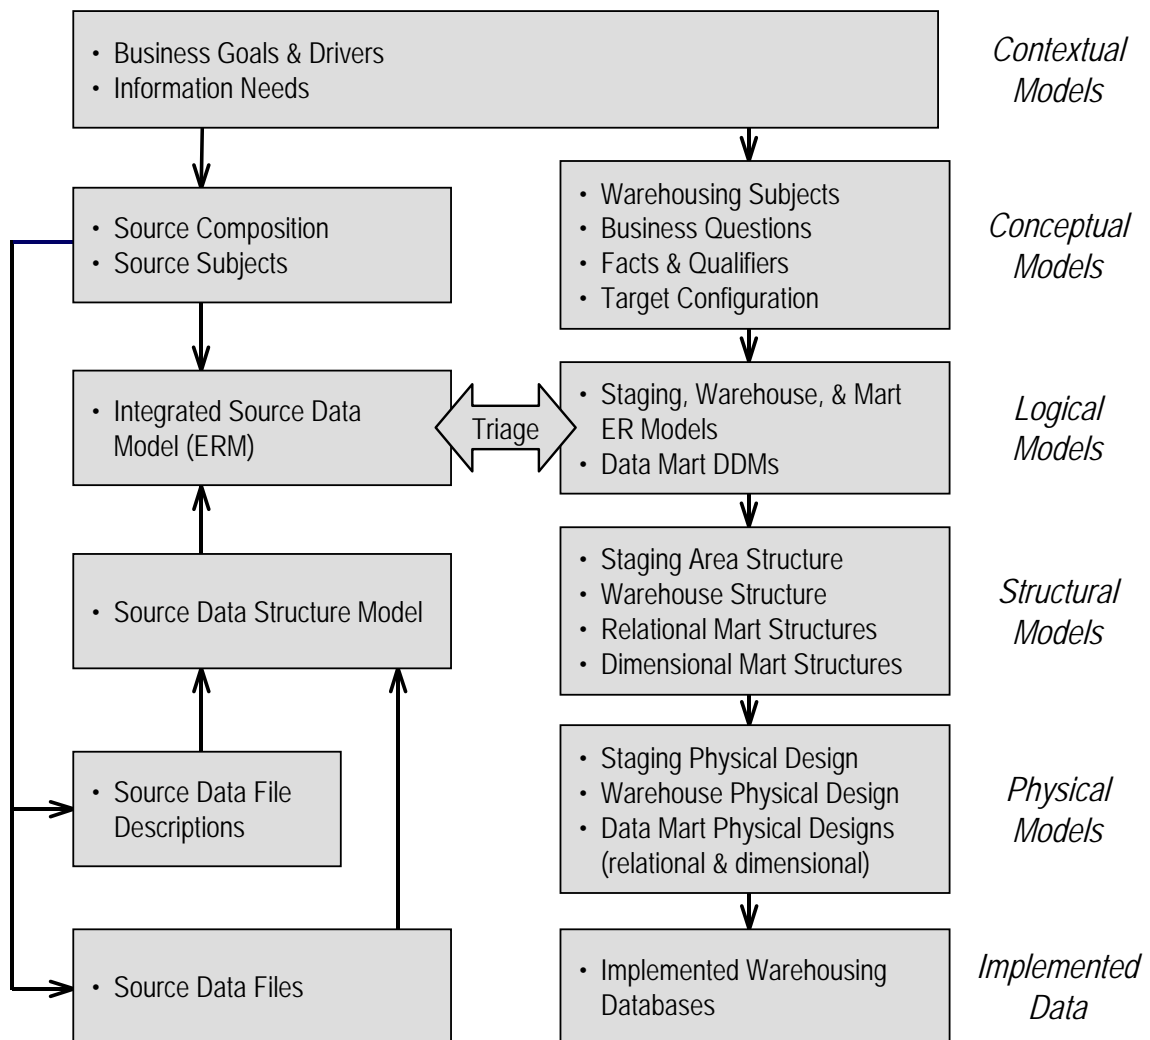 • Business Goals & Drivers
• Information Needs
Contextual
Models
• Source Composition
• Source Subjects
• Warehousing Subjects
• Business Questions
• Facts & Qualifiers
• Target Configuration
Conceptual
Models
• Integrated Source Data
Model (ERM)
Triage
• Staging, Warehouse, & Mart
ER Models
• Data Mart DDMs
Logical
Models
• Source Data Structure Model
• Staging Area Structure
• Warehouse Structure
• Relational Mart Structures
• Dimensional Mart Structures
Structural
Models
• Source Data File
Descriptions
• Staging Physical Design
• Warehouse Physical Design
• Data Mart Physical Designs
(relational & dimensional)
Physical
Models
• Source Data Files
• Implemented Warehousing
Databases
Implemented
Data